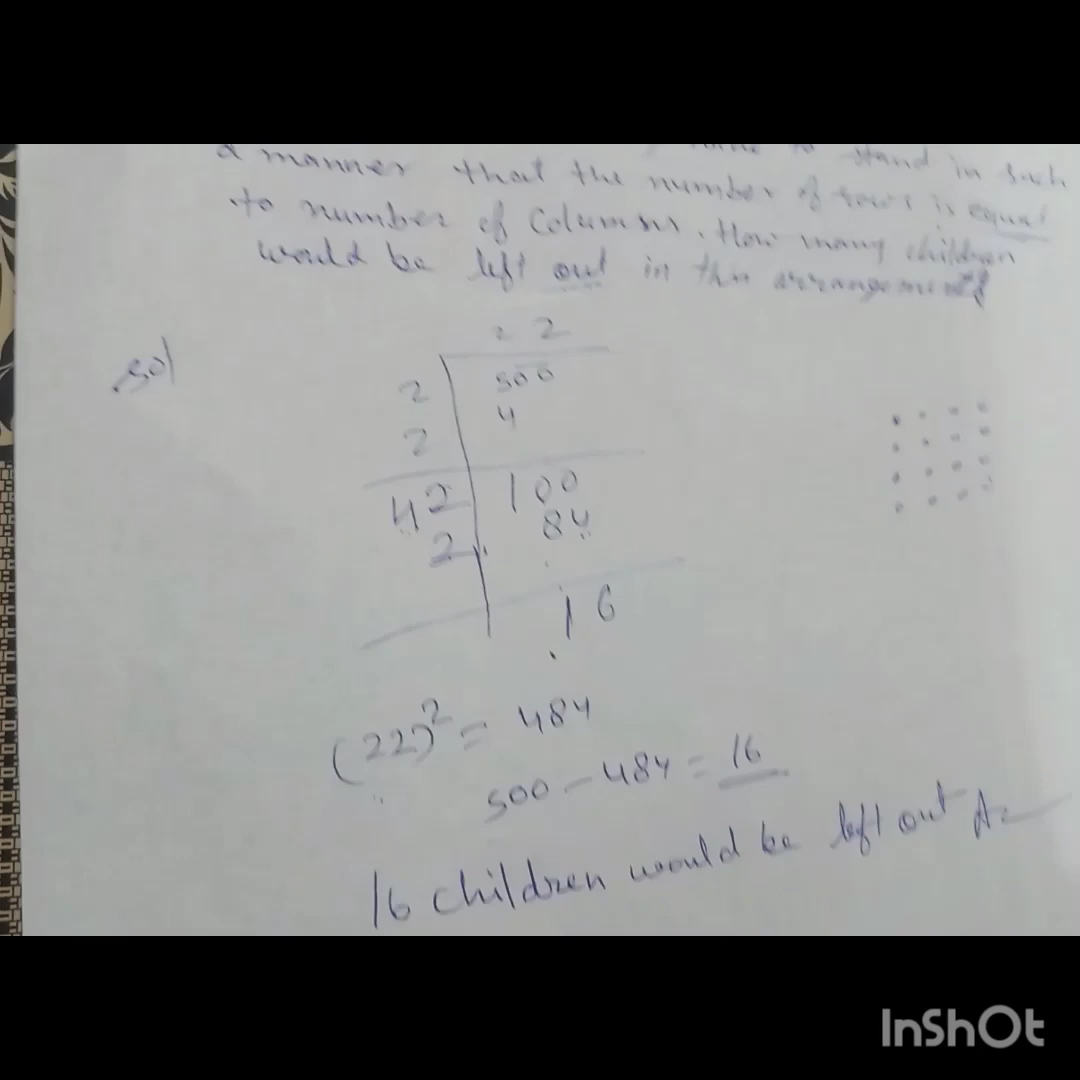 a manner that the number of rows is equal
to number of Columns. How many children
would be left out in this arrangement
sol
2 2
2 500
4
2
42 100
2 84
16
(22)² = 484
500 - 484 = 16
16 children would be left out
InShOt